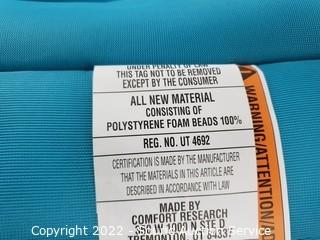 UNDER PENALTY OF LAW
THIS TAG NOT TO BE REMOVED
EXCEPT BY THE CONSUMER
ALL NEW MATERIAL
CONSISTING OF
POLYSTYRENE FOAM BEADS 100%
REG. NO. UT 4692
CERTIFICATION IS MADE BY THE MANUFACTURER
THAT THE MATERIALS IN THIS ARTICLE ARE
DESCRIBED IN ACCORDANCE WITH LAW
MADE BY
COMFORT RESEARCH
1000 N
TREMONTON, UT
WARNING/ATTENTION/
Copyright 2022